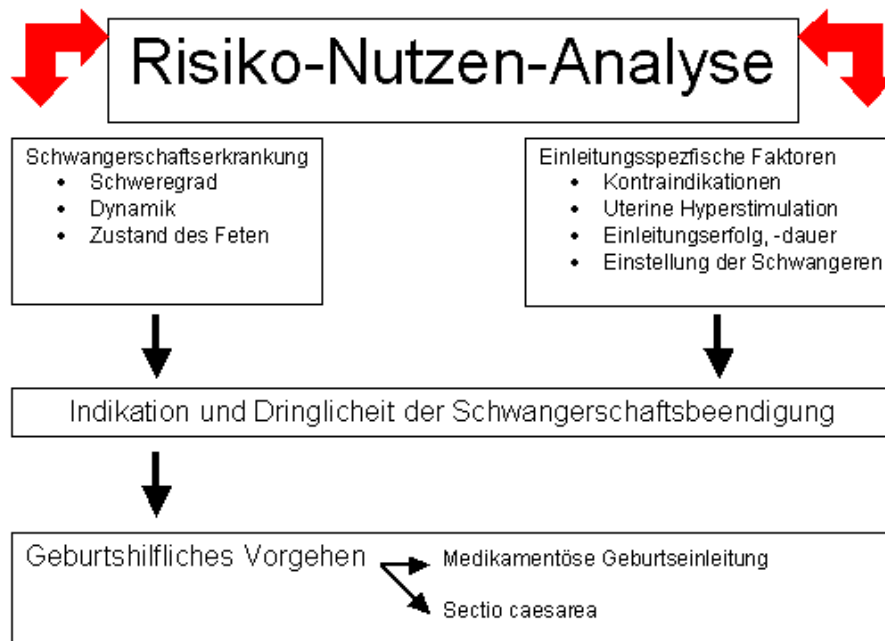 Risiko-Nutzen-Analyse
Schwangerschaftserkrankung
• Schweregrad
• Dynamik
• Zustand des Feten
Einleitungsspezfische Faktoren
• Kontraindikationen
• Uterine Hyperstimulation
• Einleitungserfolg, -dauer
• Einstellung der Schwangeren
Indikation und Dringlicheit der Schwangerschaftsbeendigung
Geburtshilfliches Vorgehen
Medikamentöse Geburtseinleitung
Sectio caesarea